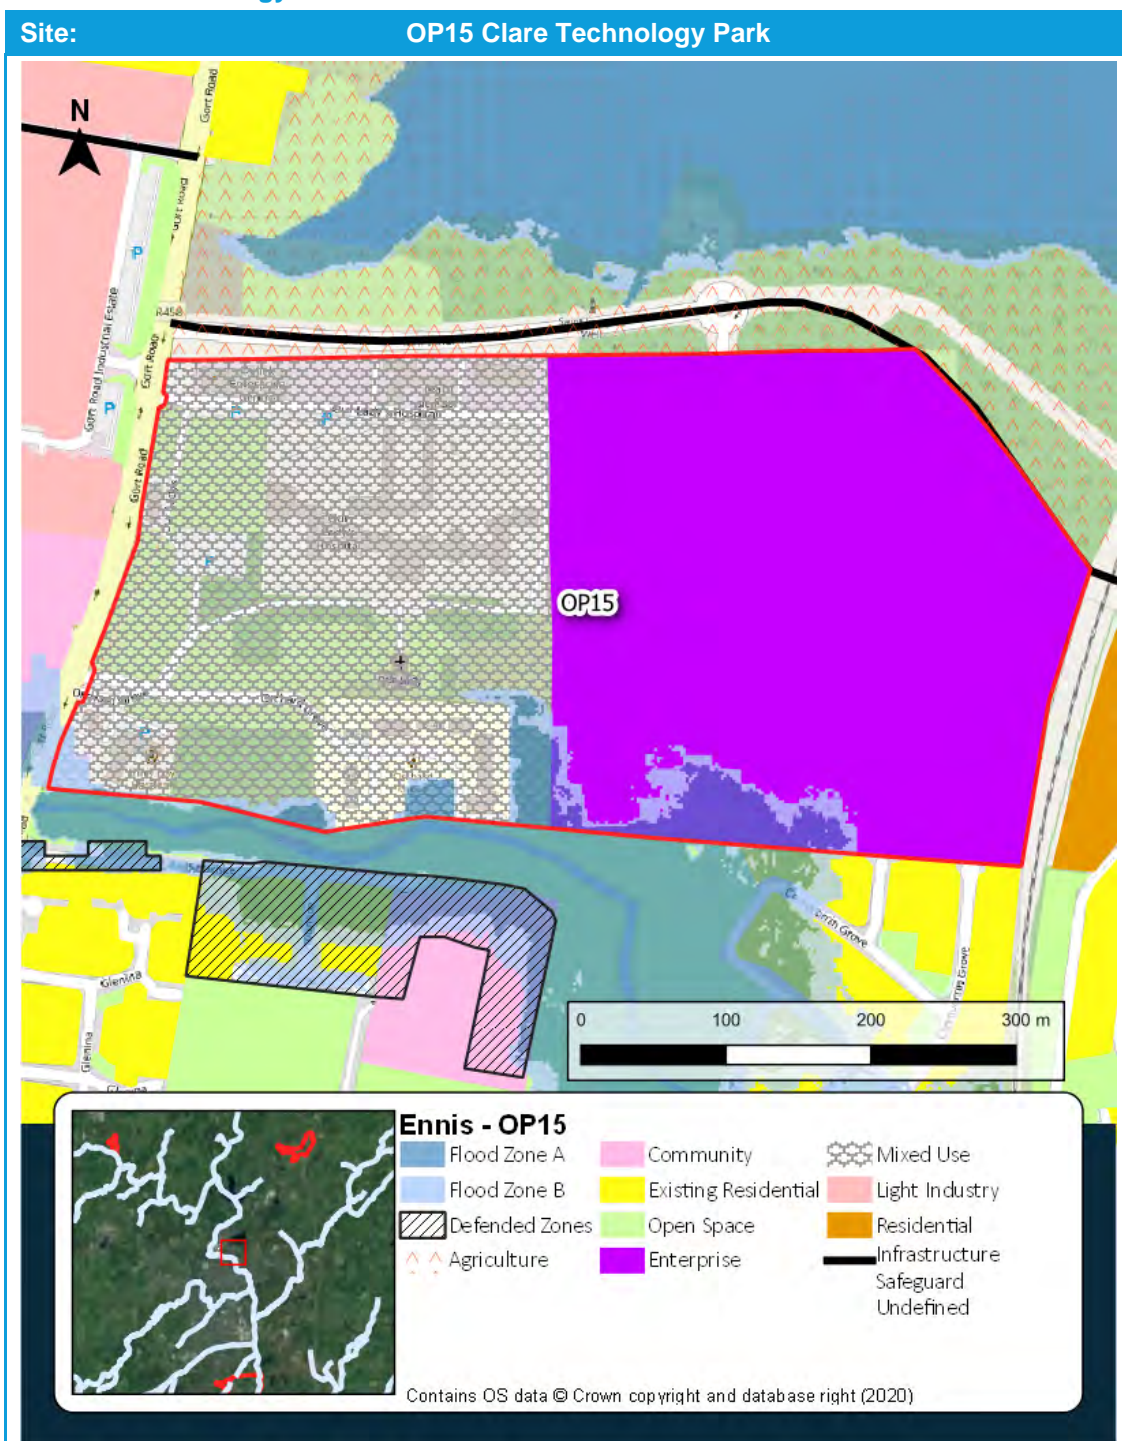 Site:
OP15 Clare Technology Park
N
Gort Road
Gort Road
P
Gort Road Industrial Estate
R458
Gort Road
P
P
Hospital
Gort Road
P
OP15
P
Glenina
Glenina
Grove
0 100 200 300 m
Ennis - OP15
Flood Zone A
Flood Zone B
Defended Zones
Agriculture
Community
Existing Residential
Open Space
Enterprise
Mixed Use
Light Industry
Residential
Infrastructure
Safeguard
Undefined
Contains OS data © Crown copyright and database right (2020)